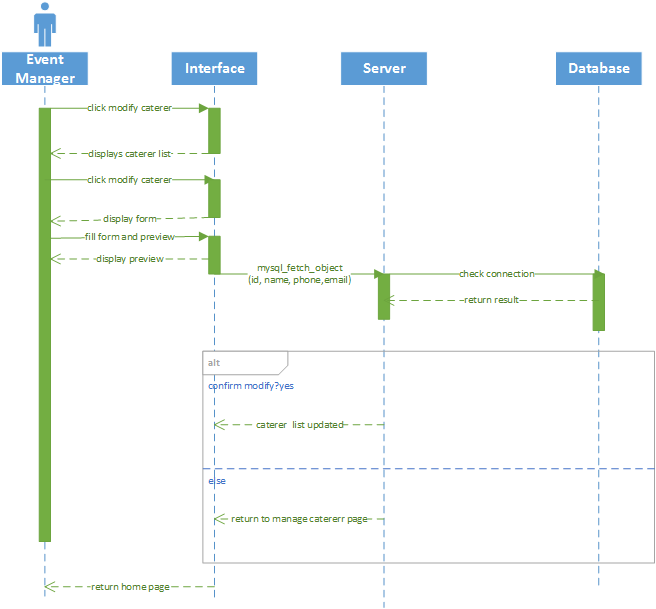 Event
Manager
Interface
Server
Database
click modify caterer
displays caterer list
click modify caterer
display form
fill form and preview
display preview
mysql_fetch_object
(id, name, phone,email)
check connection
return result
alt
confirm modify?yes
caterer list updated
else
return to manage catererr page
return home page